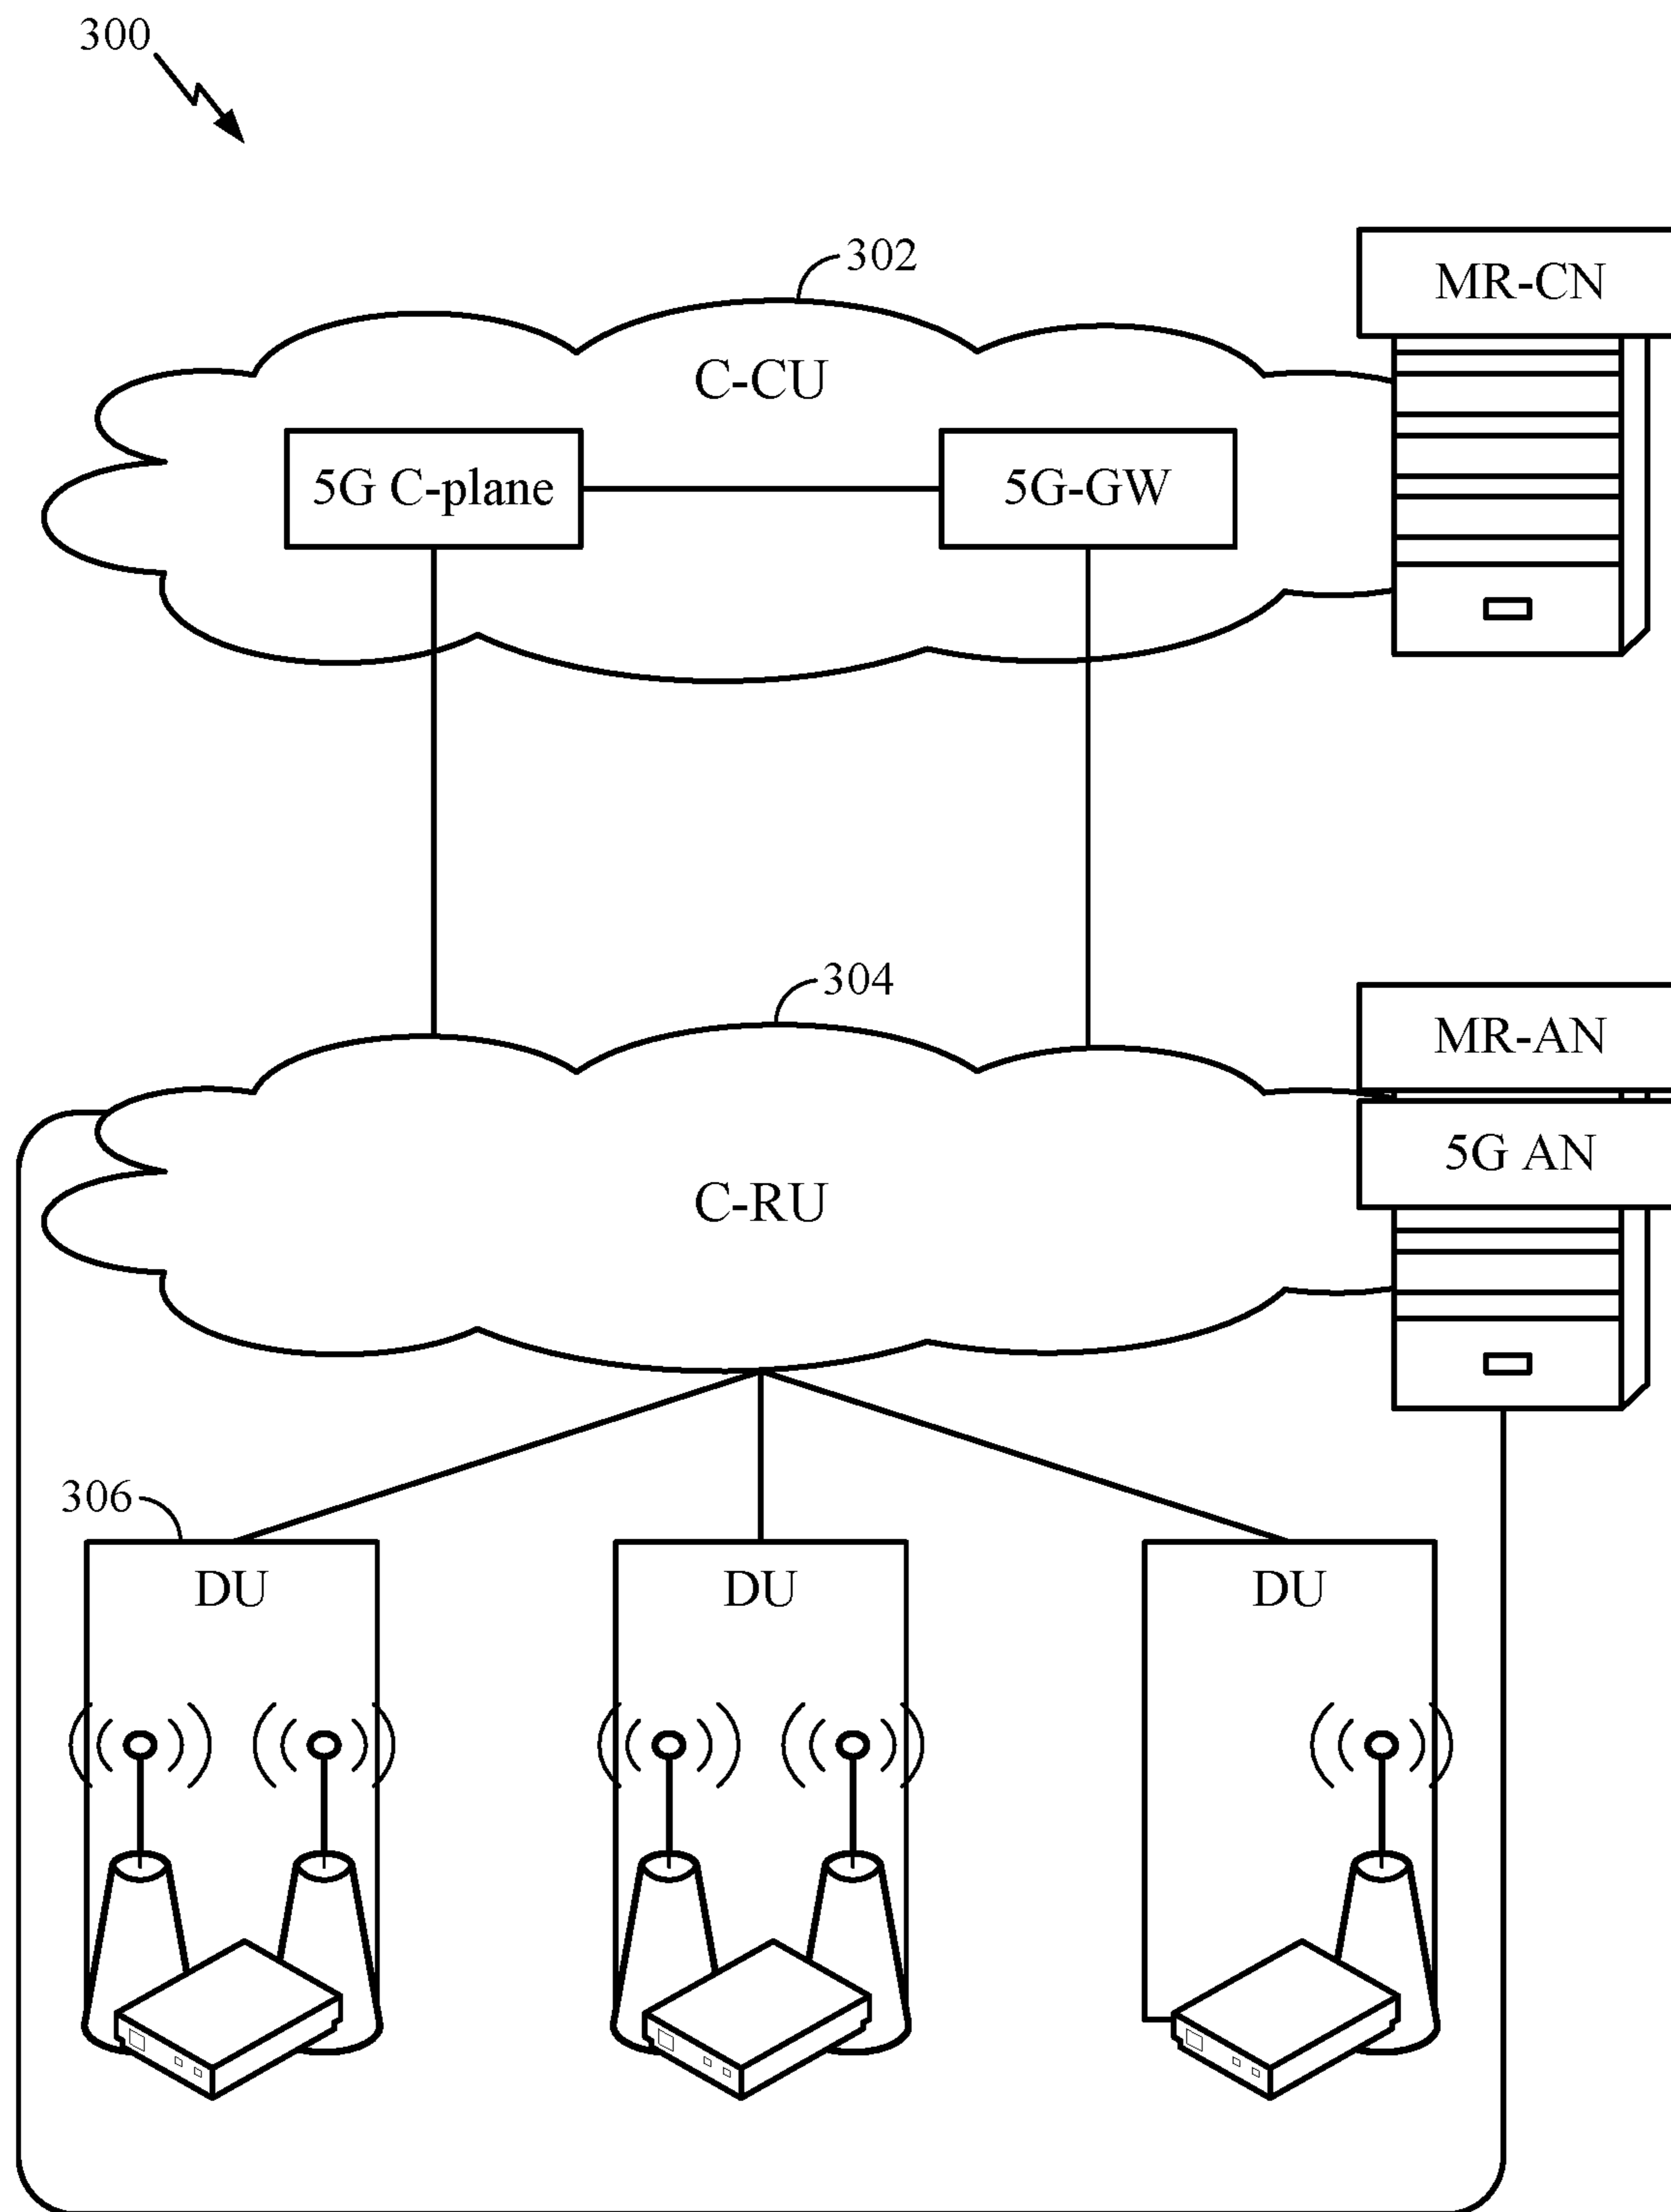 300
302
MR-CN
C-CU
5G C-plane
5G-GW
304
MR-AN
5G AN
C-RU
306
DU
DU
DU